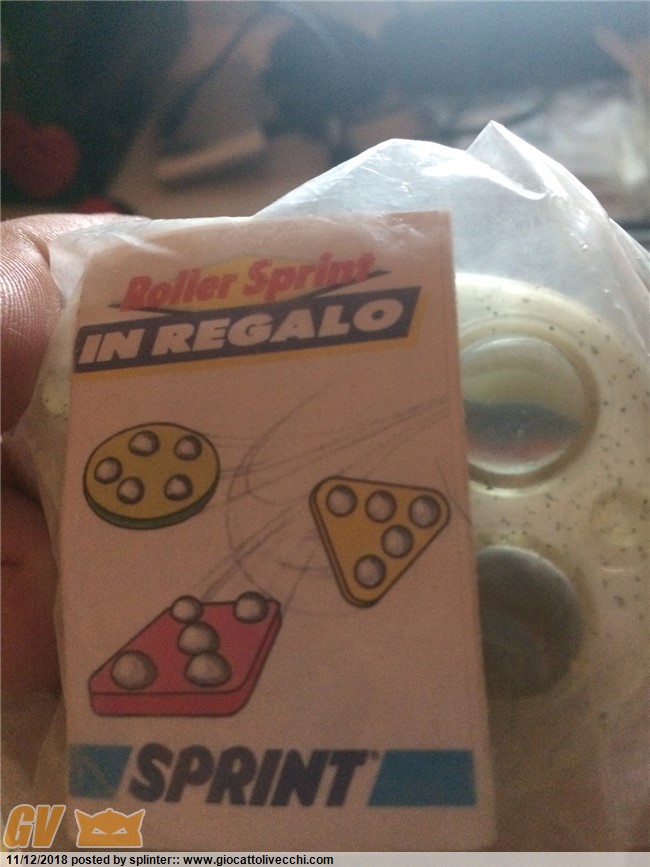 Roller Sprint
IN REGALO
SPRINT
GV
11/12/2018 posted by splinter:: www.giocattolivecchi.com